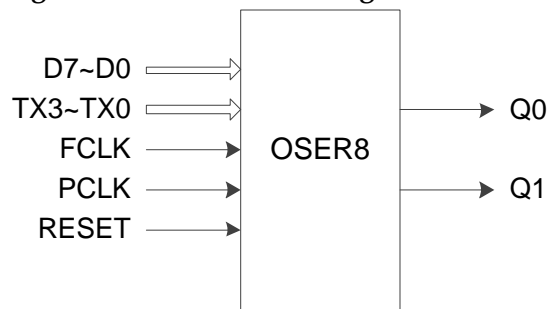 D7~D0
TX3~TX0
FCLK
PCLK
RESET
OSER8
Q0
Q1